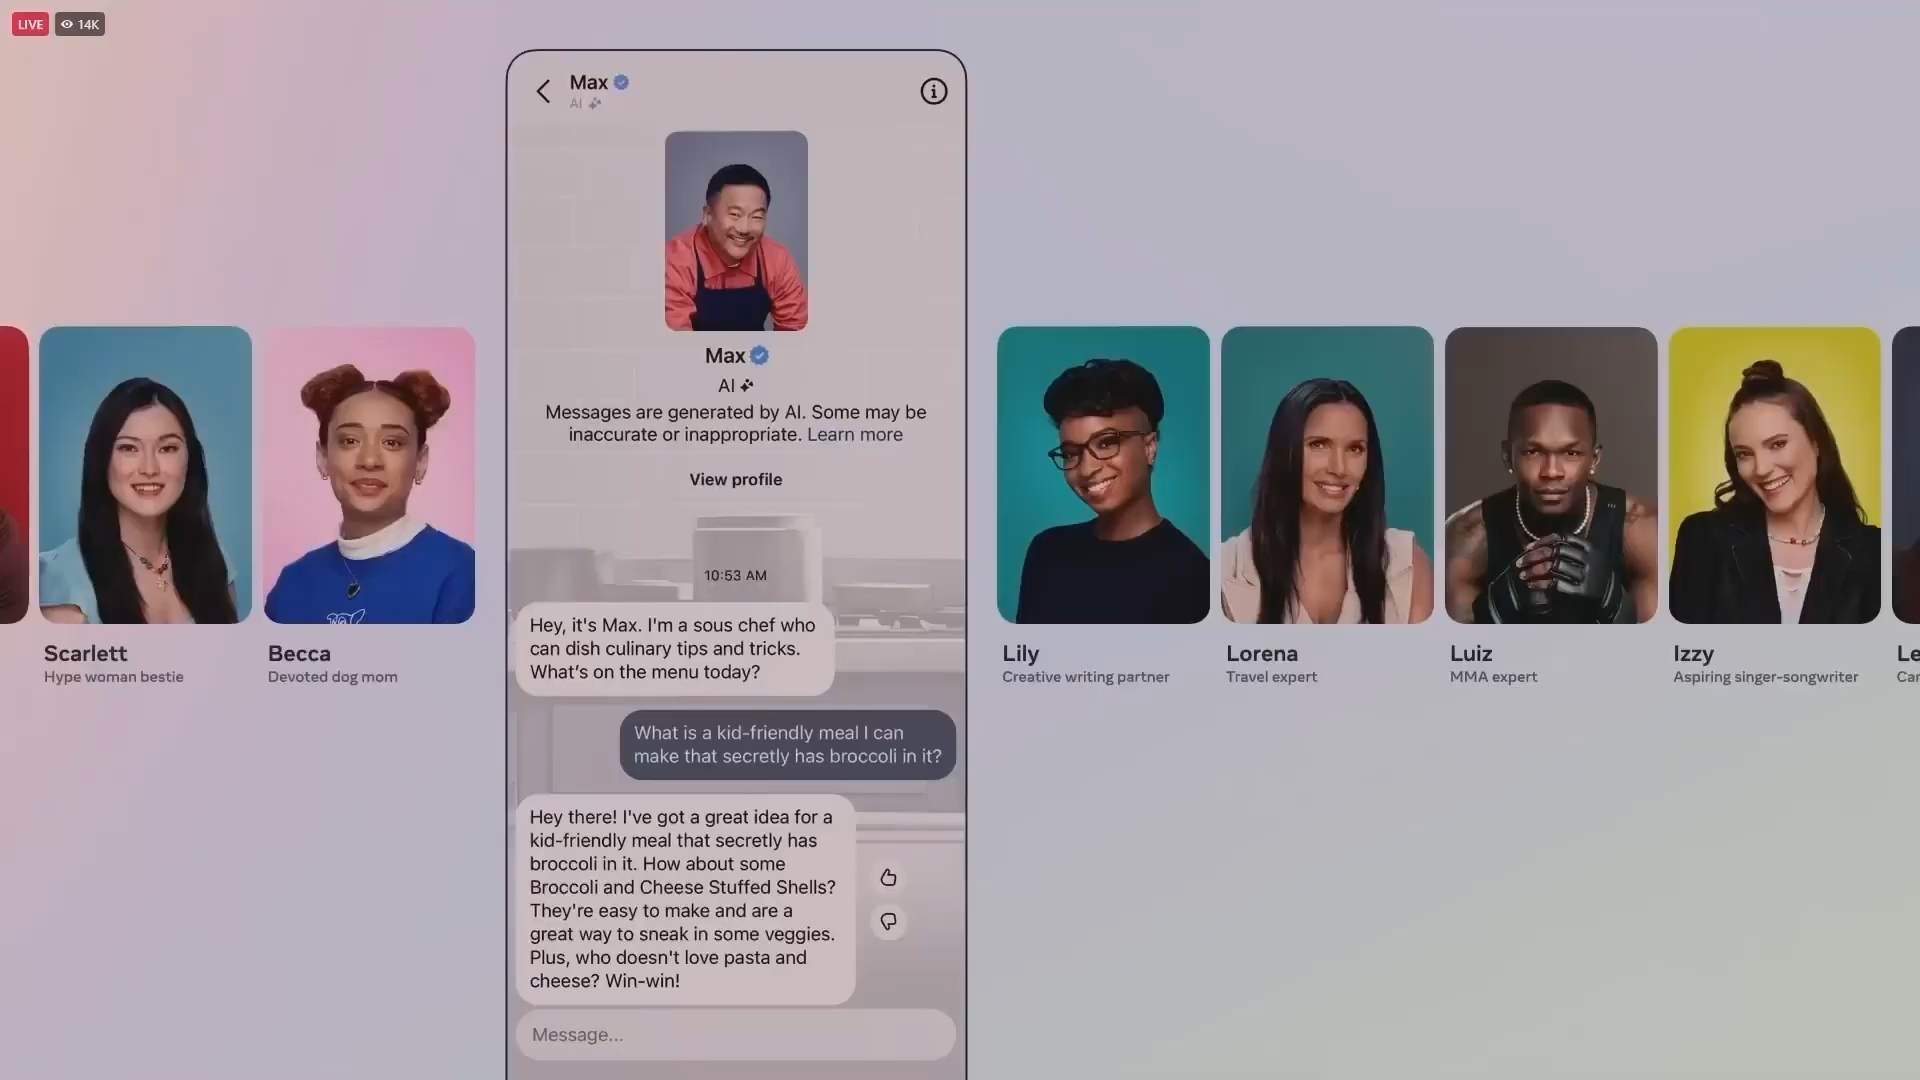 LIVE 14K
Max
AI
Max
AI
Messages are generated by AI. Some may be
inaccurate or inappropriate. Learn more
View profile
10:53 AM
Hey, it's Max. I'm a sous chef who
can dish culinary tips and tricks.
What's on the menu today?
What is a kid-friendly meal I can
make that secretly has broccoli in it?
Hey there! I've got a great idea for a
kid-friendly meal that secretly has
broccoli in it. How about some
Broccoli and Cheese Stuffed Shells?
They're easy to make and are a
great way to sneak in some veggies.
Plus, who doesn't love pasta and
cheese? Win-win!
Message...
Scarlett
Hype woman bestie
Becca
Devoted dog mom
Lily
Creative writing partner
Lorena
Travel expert
Luiz
MMA expert
Izzy
Aspiring singer-songwriter
Le
Car